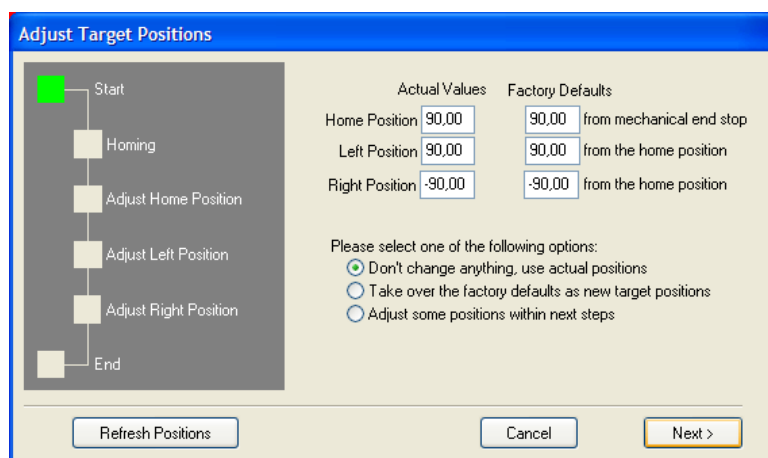 Adjust Target Positions
Start
Homing
Adjust Home Position
Adjust Left Position
Adjust Right Position
End
Actual Values Factory Defaults
Home Position 90,00 90,00 from mechanical end stop
Left Position 90,00 90,00 from the home position
Right Position -90,00 -90,00 from the home position
Please select one of the following options:
Don't change anything, use actual positions
Take over the factory defaults as new target positions
Adjust some positions within next steps
Refresh Positions Cancel Next >